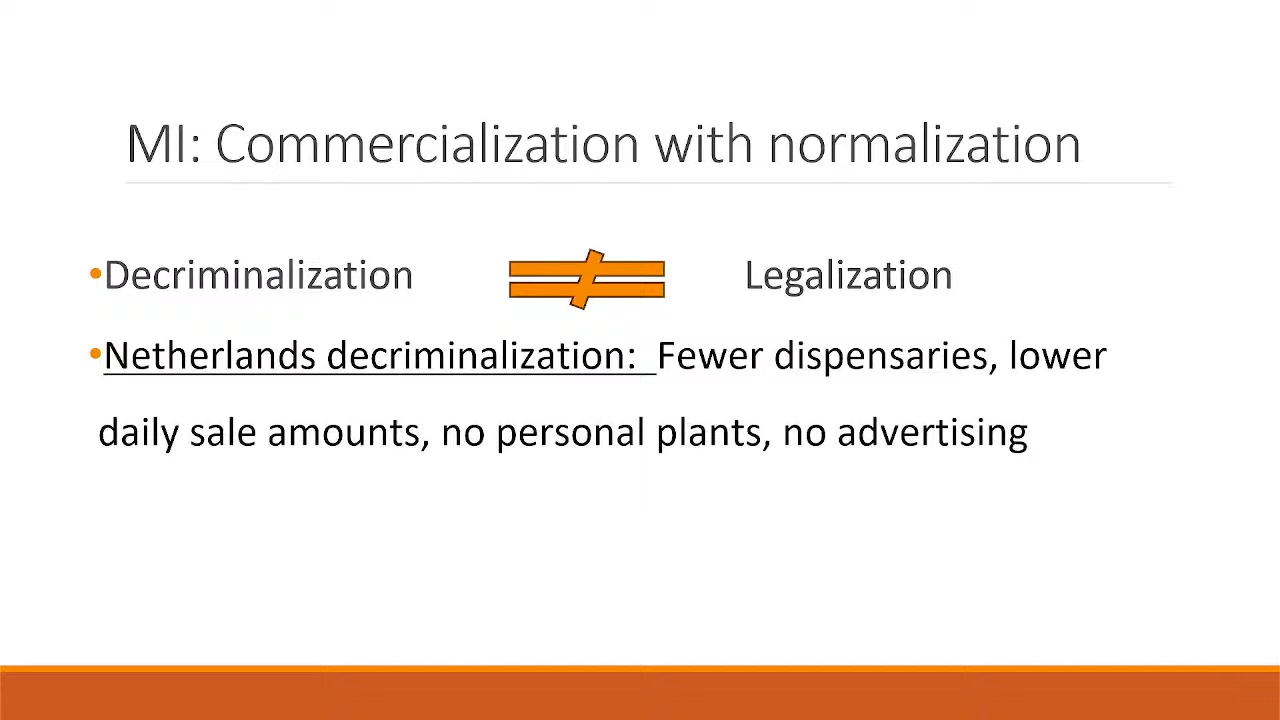 MI: Commercialization with normalization
•Decriminalization ≠ Legalization
•Netherlands decriminalization: Fewer dispensaries, lower
daily sale amounts, no personal plants, no advertising